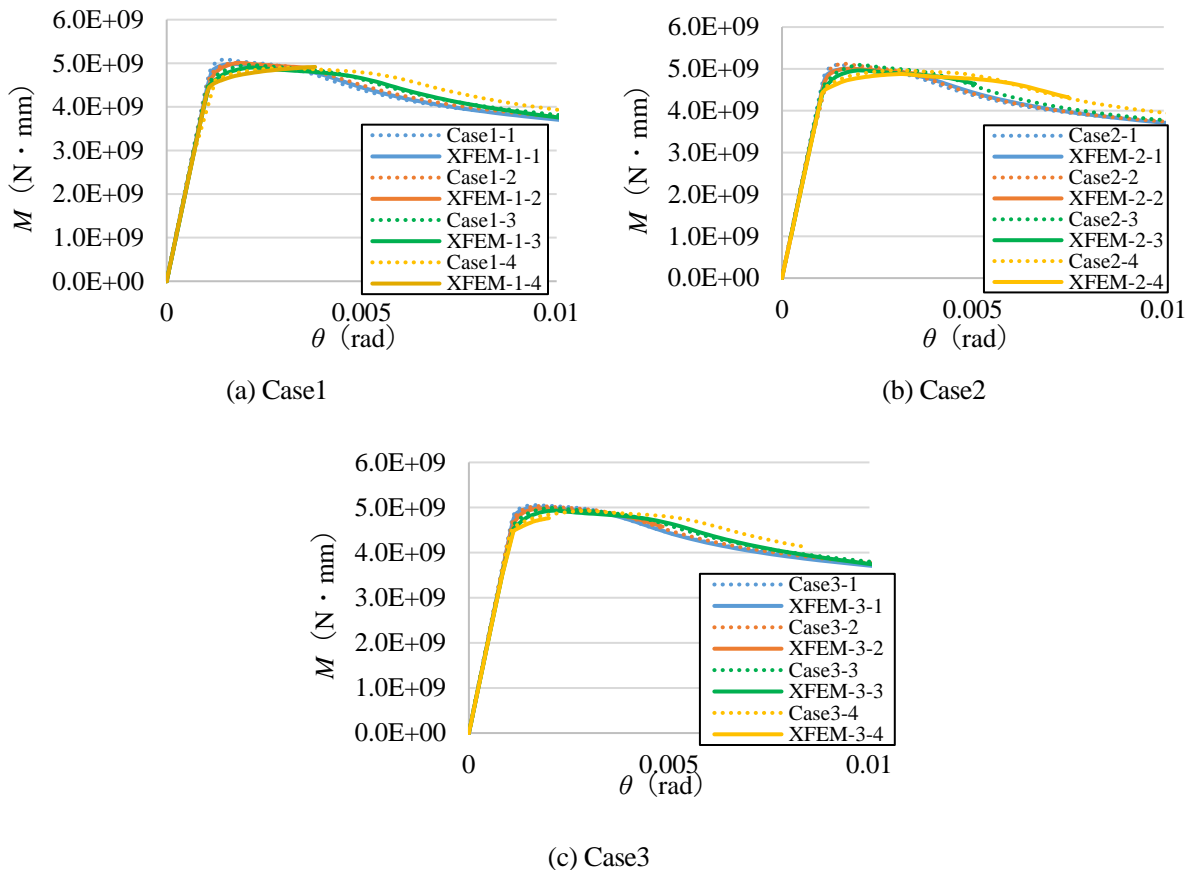 6.0E+09
5.0E+09
4.0E+09
3.0E+09
2.0E+09
1.0E+09
0.0E+00
M（N・mm）
0 0.005 0.01
θ（rad）
Case1-1
XFEM-1-1
Case1-2
XFEM-1-2
Case1-3
XFEM-1-3
Case1-4
XFEM-1-4
(a) Case1
6.0E+09
5.0E+09
4.0E+09
3.0E+09
2.0E+09
1.0E+09
0.0E+00
M（N・mm）
0 0.005 0.01
θ（rad）
Case2-1
XFEM-2-1
Case2-2
XFEM-2-2
Case2-3
XFEM-2-3
Case2-4
XFEM-2-4
(b) Case2
6.0E+09
5.0E+09
4.0E+09
3.0E+09
2.0E+09
1.0E+09
0.0E+00
M（N・mm）
0 0.005 0.01
θ（rad）
Case3-1
XFEM-3-1
Case3-2
XFEM-3-2
Case3-3
XFEM-3-3
Case3-4
XFEM-3-4
(c) Case3